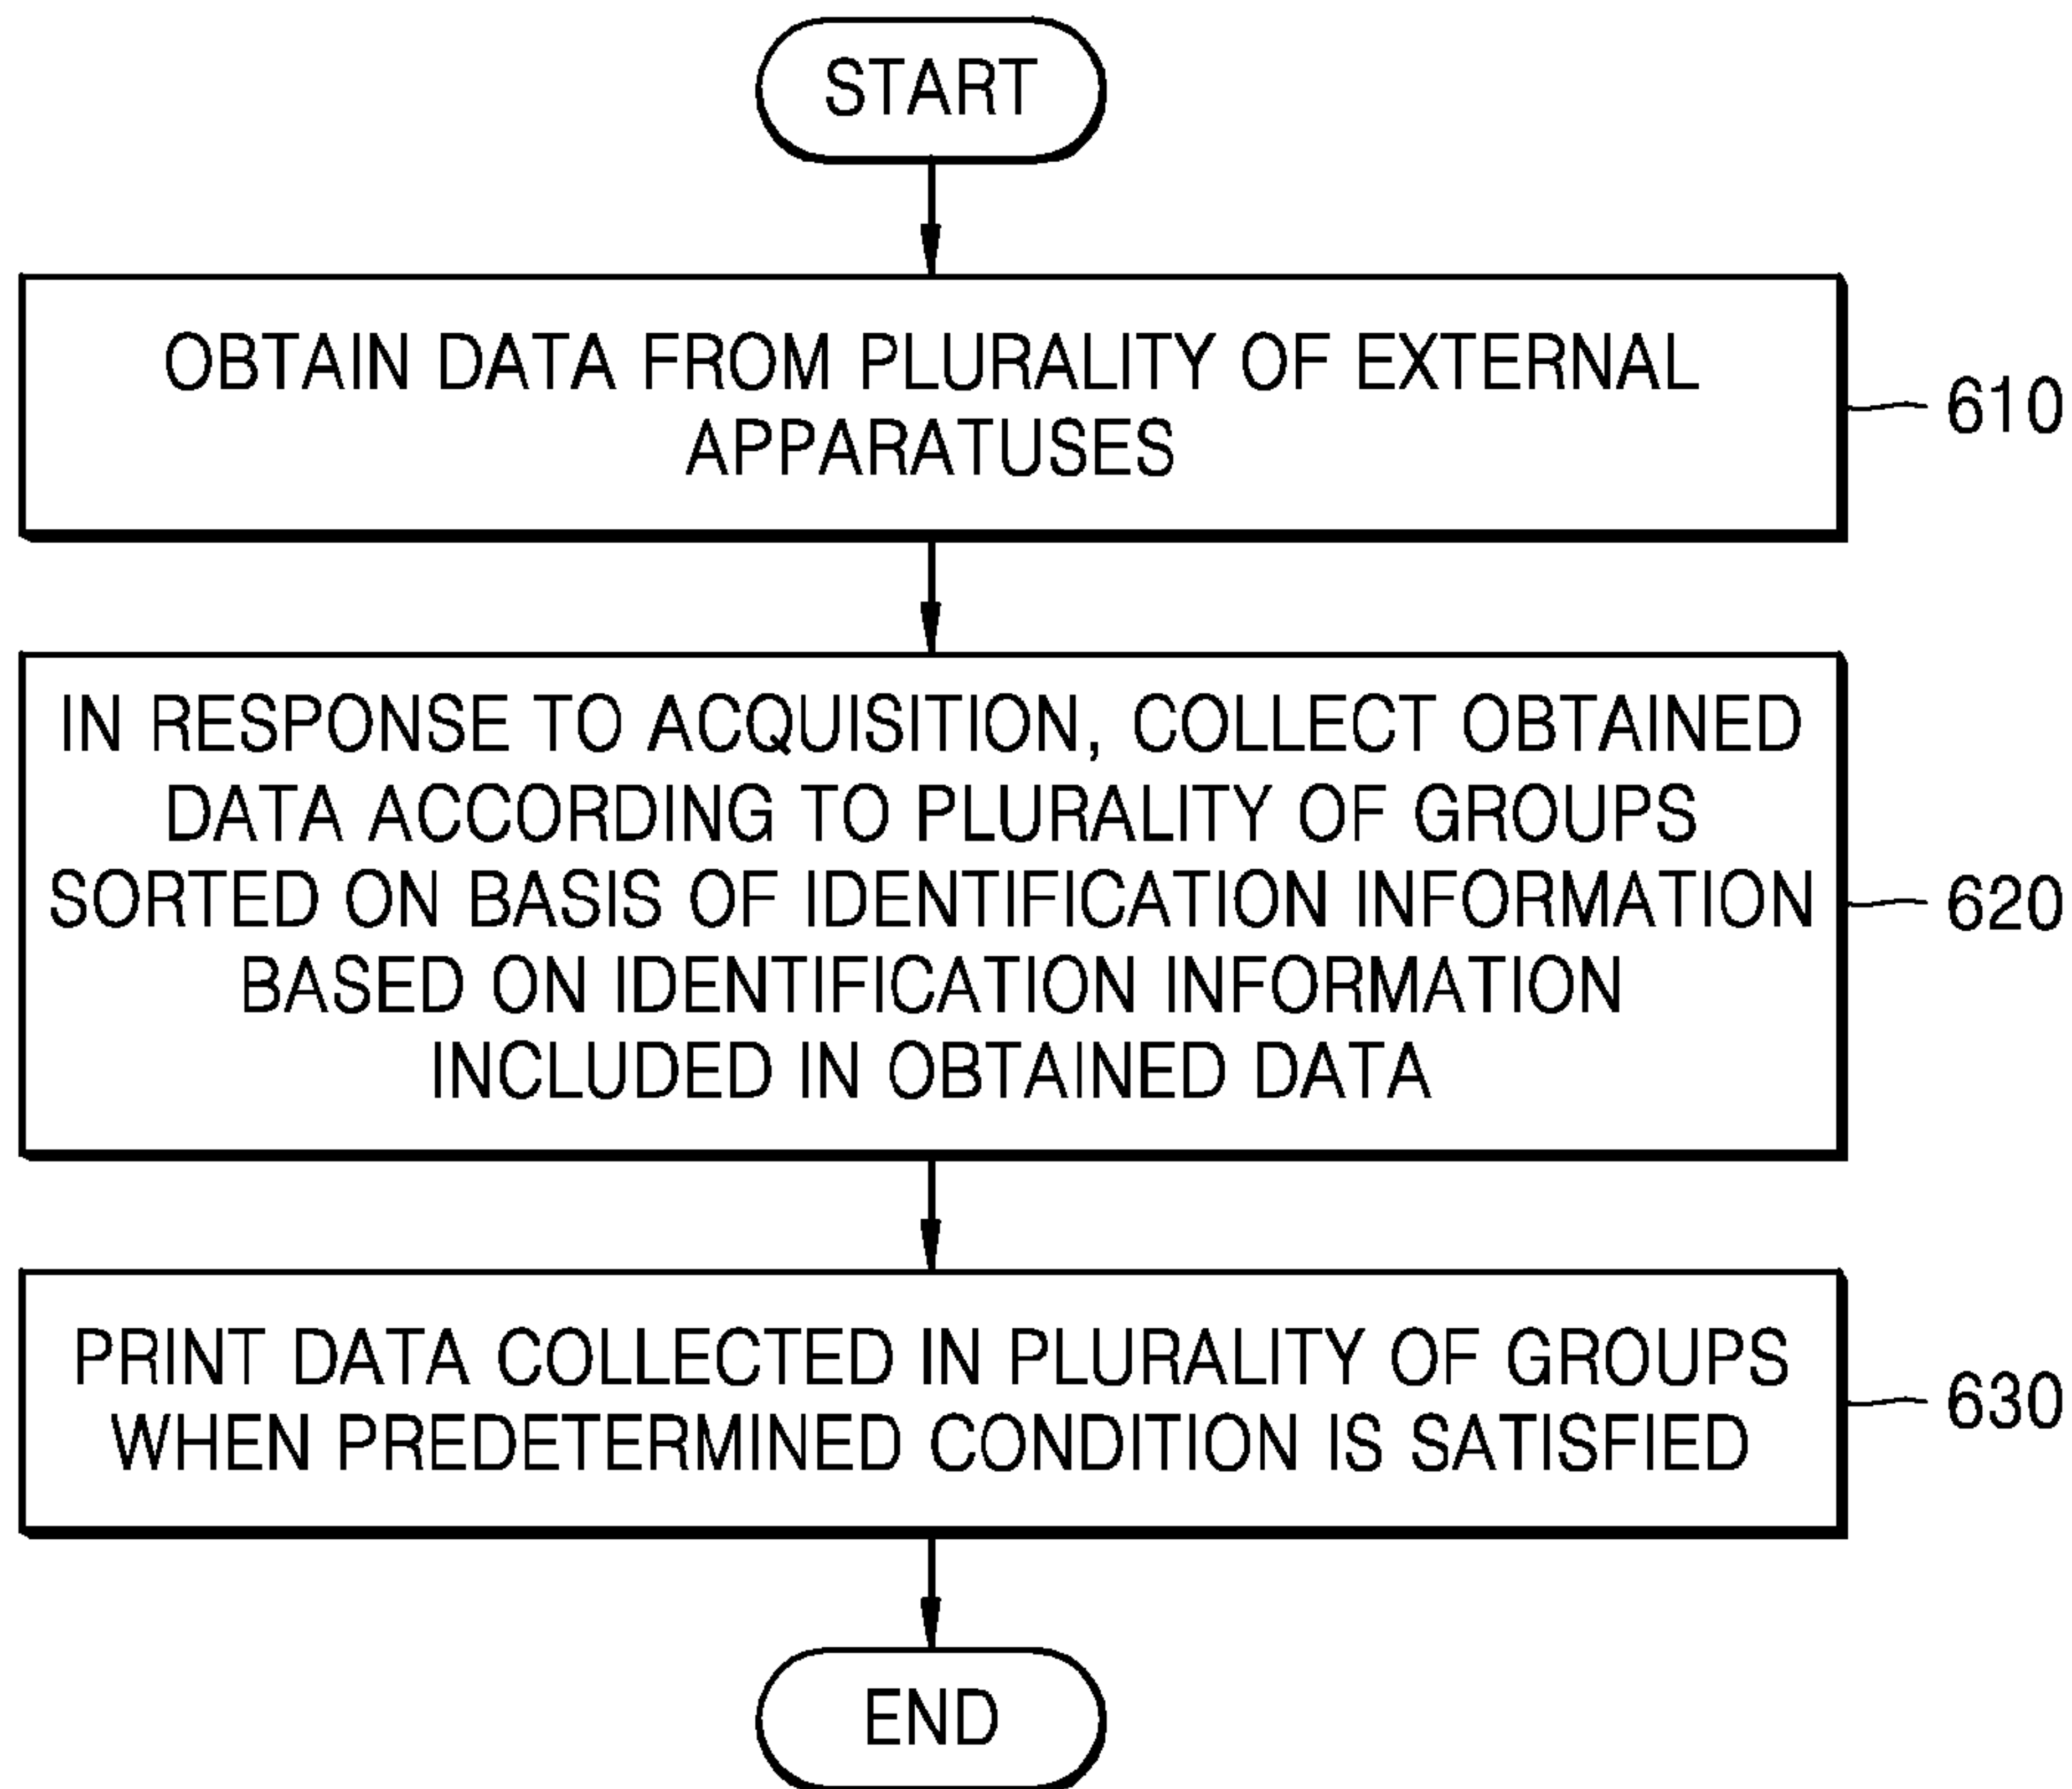 START
OBTAIN DATA FROM PLURALITY OF EXTERNAL
APPARATUSES
610
IN RESPONSE TO ACQUISITION, COLLECT OBTAINED
DATA ACCORDING TO PLURALITY OF GROUPS
SORTED ON BASIS OF IDENTIFICATION INFORMATION
BASED ON IDENTIFICATION INFORMATION
INCLUDED IN OBTAINED DATA
620
PRINT DATA COLLECTED IN PLURALITY OF GROUPS
WHEN PREDETERMINED CONDITION IS SATISFIED
630
END